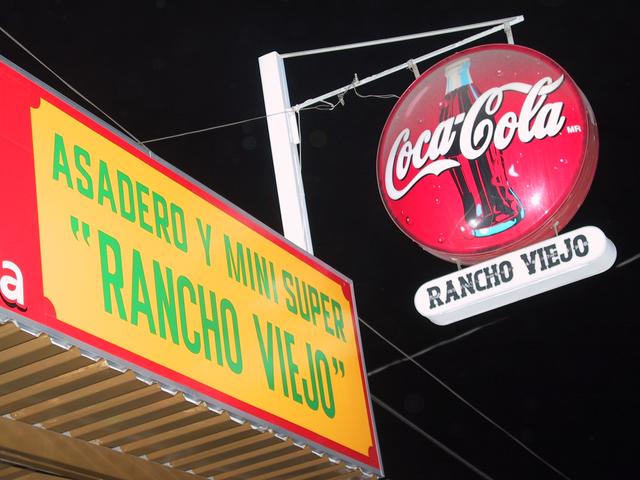 ASADERO Y MINI SUPER
"RANCHO VIEJO"
a
Coca-Cola MR
RANCHO VIEJO